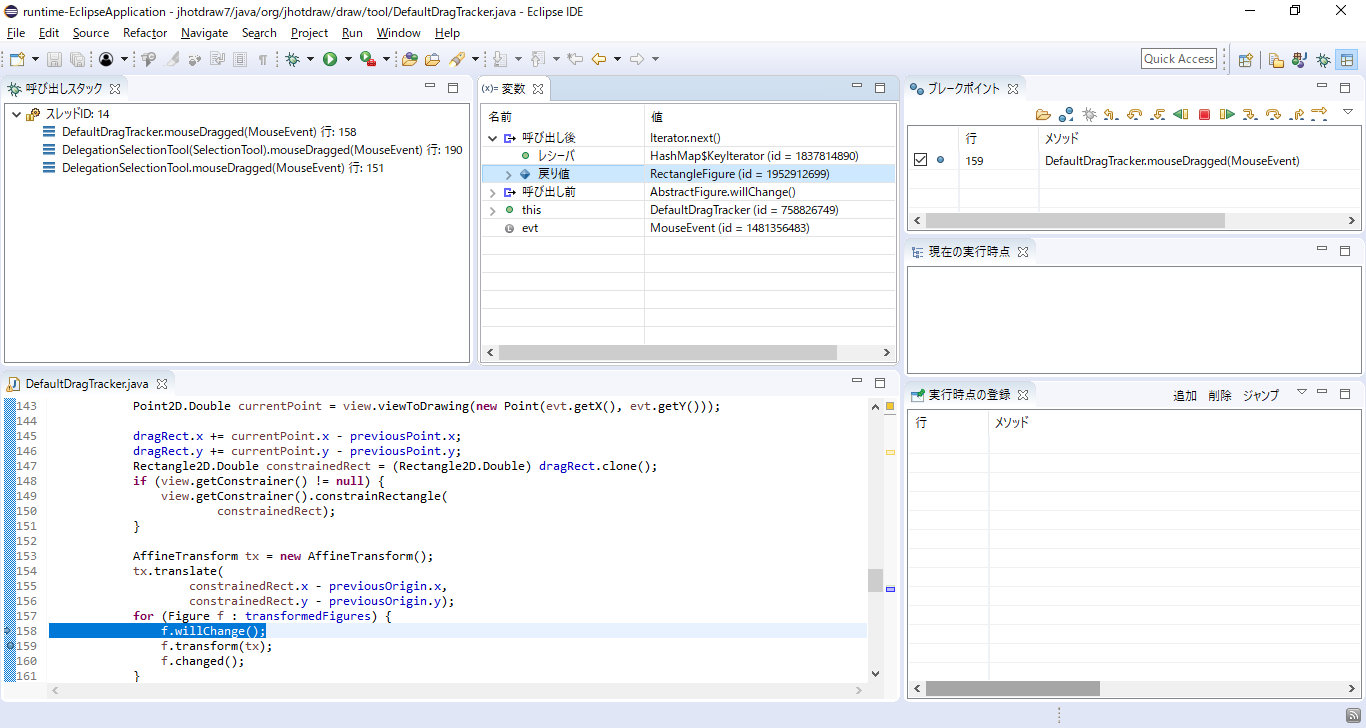 runtime-EclipseApplication - jhotdraw7/java/org/jhotdraw/draw/tool/DefaultDragTracker.java - Eclipse IDE
File Edit Source Refactor Navigate Search Project Run Window Help
Quick Access
呼び出しスタック
スレッドID: 14
DefaultDragTracker.mouseDragged(MouseEvent) 行: 158
DelegationSelectionTool(SelectionTool).mouseDragged(MouseEvent) 行: 190
DelegationSelectionTool.mouseDragged(MouseEvent) 行: 151
(x)= 変数
名前 値
呼び出し後 Iterator.next()
レシーバ HashMap$KeyIterator (id = 1837814890)
戻り値 RectangleFigure (id = 1952912699)
呼び出し前 AbstractFigure.willChange()
this DefaultDragTracker (id = 758826749)
evt MouseEvent (id = 1481356483)
ブレークポイント
行 メソッド
159 DefaultDragTracker.mouseDragged(MouseEvent)
現在の実行時点
実行時点の登録 追加 削除 ジャンプ
行 メソッド
DefaultDragTracker.java
143 Point2D.Double currentPoint = view.viewToDrawing(new Point(evt.getX(), evt.getY()));
144
145 dragRect.x += currentPoint.x - previousPoint.x;
146 dragRect.y += currentPoint.y - previousPoint.y;
147 Rectangle2D.Double constrainedRect = (Rectangle2D.Double) dragRect.clone();
148 if (view.getConstrainer() != null) {
149 view.getConstrainer().constrainRectangle(
150 constrainedRect);
151 }
152
153 AffineTransform tx = new AffineTransform();
154 tx.translate(
155 constrainedRect.x - previousOrigin.x,
156 constrainedRect.y - previousOrigin.y);
157 for (Figure f : transformedFigures) {
158 f.willChange();
159 f.transform(tx);
160 f.changed();
161 }